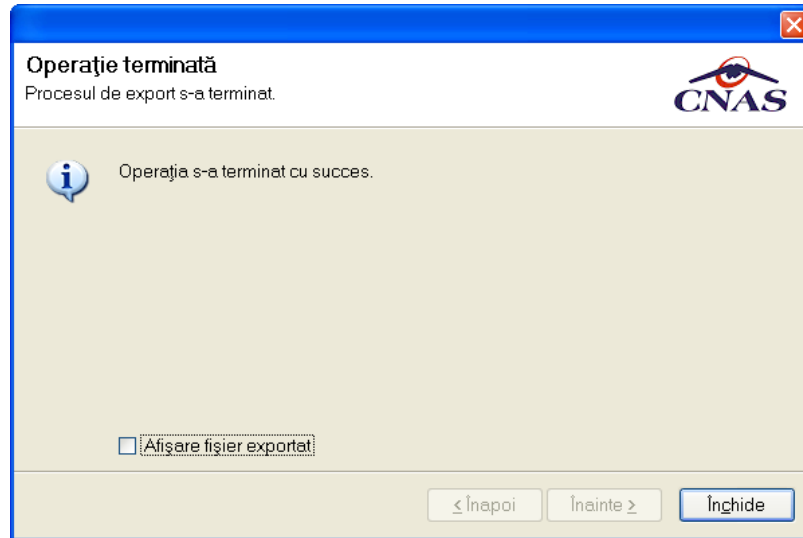 Operaţie terminată
Procesul de export s-a terminat.
CNAS
Operaţia s-a terminat cu succes.
Afişare fişier exportat
< Înapoi
Înainte >
Închide